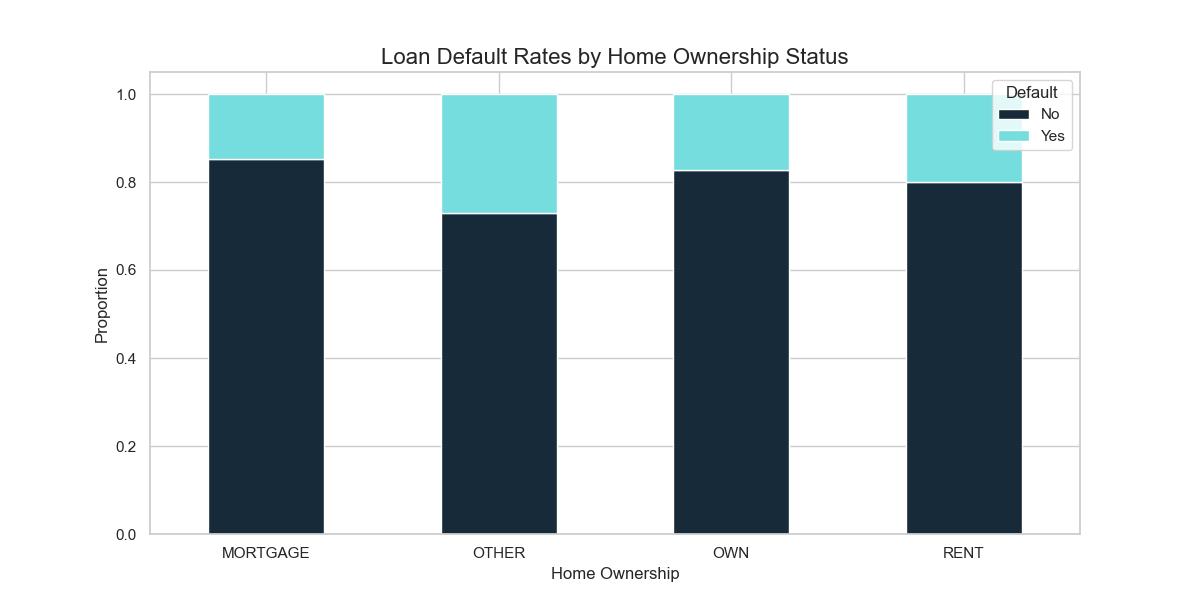 Loan Default Rates by Home Ownership Status
Default
No
Yes
1.0
0.8
0.6
0.4
0.2
0.0
Proportion
MORTGAGE OTHER OWN RENT
Home Ownership